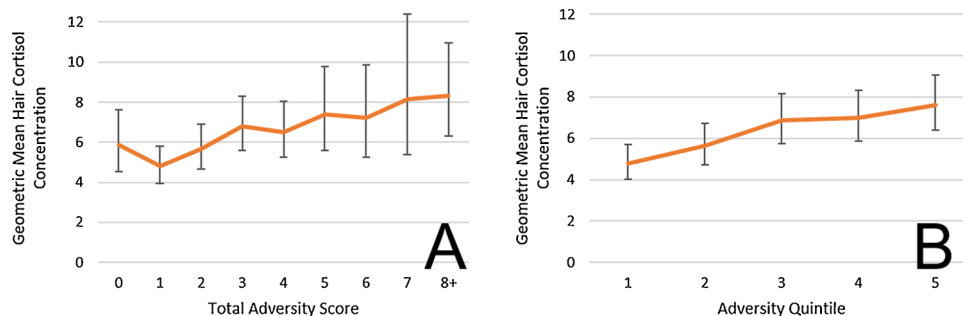 Geometric Mean Hair Cortisol
Concentration
12
10
8
6
4
2
0
0 1 2 3 4 5 6 7 8+
Total Adversity Score
A
Geometric Mean Hair Cortisol
Concentration
12
10
8
6
4
2
0
1 2 3 4 5
Adversity Quintile
B